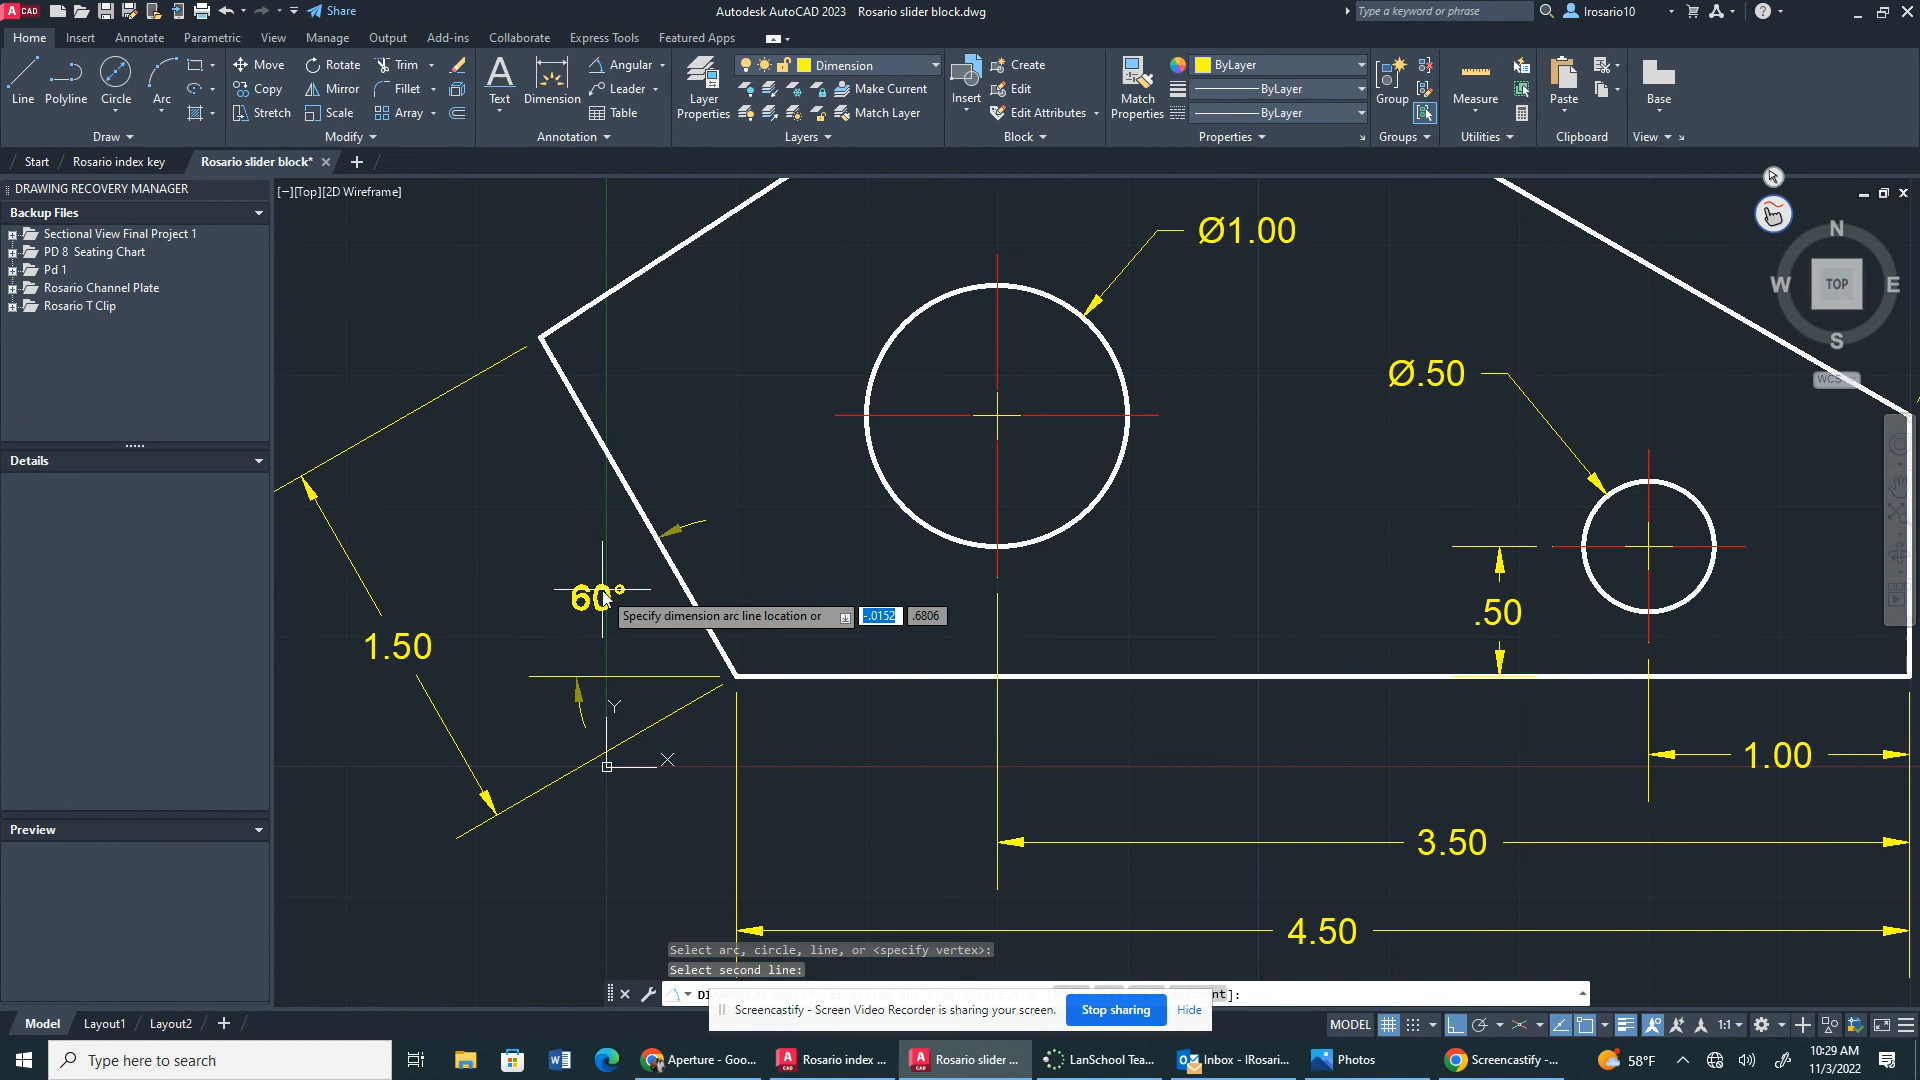 A CAD
Share
Autodesk AutoCAD 2023 Rosario slider block.dwg
Type a keyword or phrase
lrosario10
Home Insert Annotate Parametric View Manage Output Add-ins Collaborate Express Tools Featured Apps
Line Polyline Circle Arc
Move Rotate Trim
Copy Mirror Fillet
Stretch Scale Array
Text Dimension
Angular
Leader
Table
Layer Properties
Dimension
Make Current
Match Layer
Insert
Create
Edit
Edit Attributes
Match Properties
ByLayer
ByLayer
ByLayer
Group
Measure
Paste
Base
Draw Modify Annotation Layers Block Properties Groups Utilities Clipboard View
Start Rosario index key Rosario slider block*
DRAWING RECOVERY MANAGER
Backup Files
Sectional View Final Project 1
PD 8 Seating Chart
Pd 1
Rosario Channel Plate
Rosario T Clip
Details
Preview
[−][Top][2D Wireframe]
N
W TOP E
S
WCS
Ø1.00
Ø.50
60°
Specify dimension arc line location or -.0152 .6806
.50
1.50
Y
X
1.00
3.50
4.50
Select arc, circle, line, or <specify vertex>:
Select second line:
]:
Screencastify - Screen Video Recorder is sharing your screen. Stop sharing Hide
Model Layout1 Layout2
MODEL 1:1
Type here to search
Aperture - Goo...
Rosario index ...
Rosario slider ...
LanSchool Tea...
Inbox - IRosari...
Photos
Screencastify -...
58°F
10:29 AM
11/3/2022